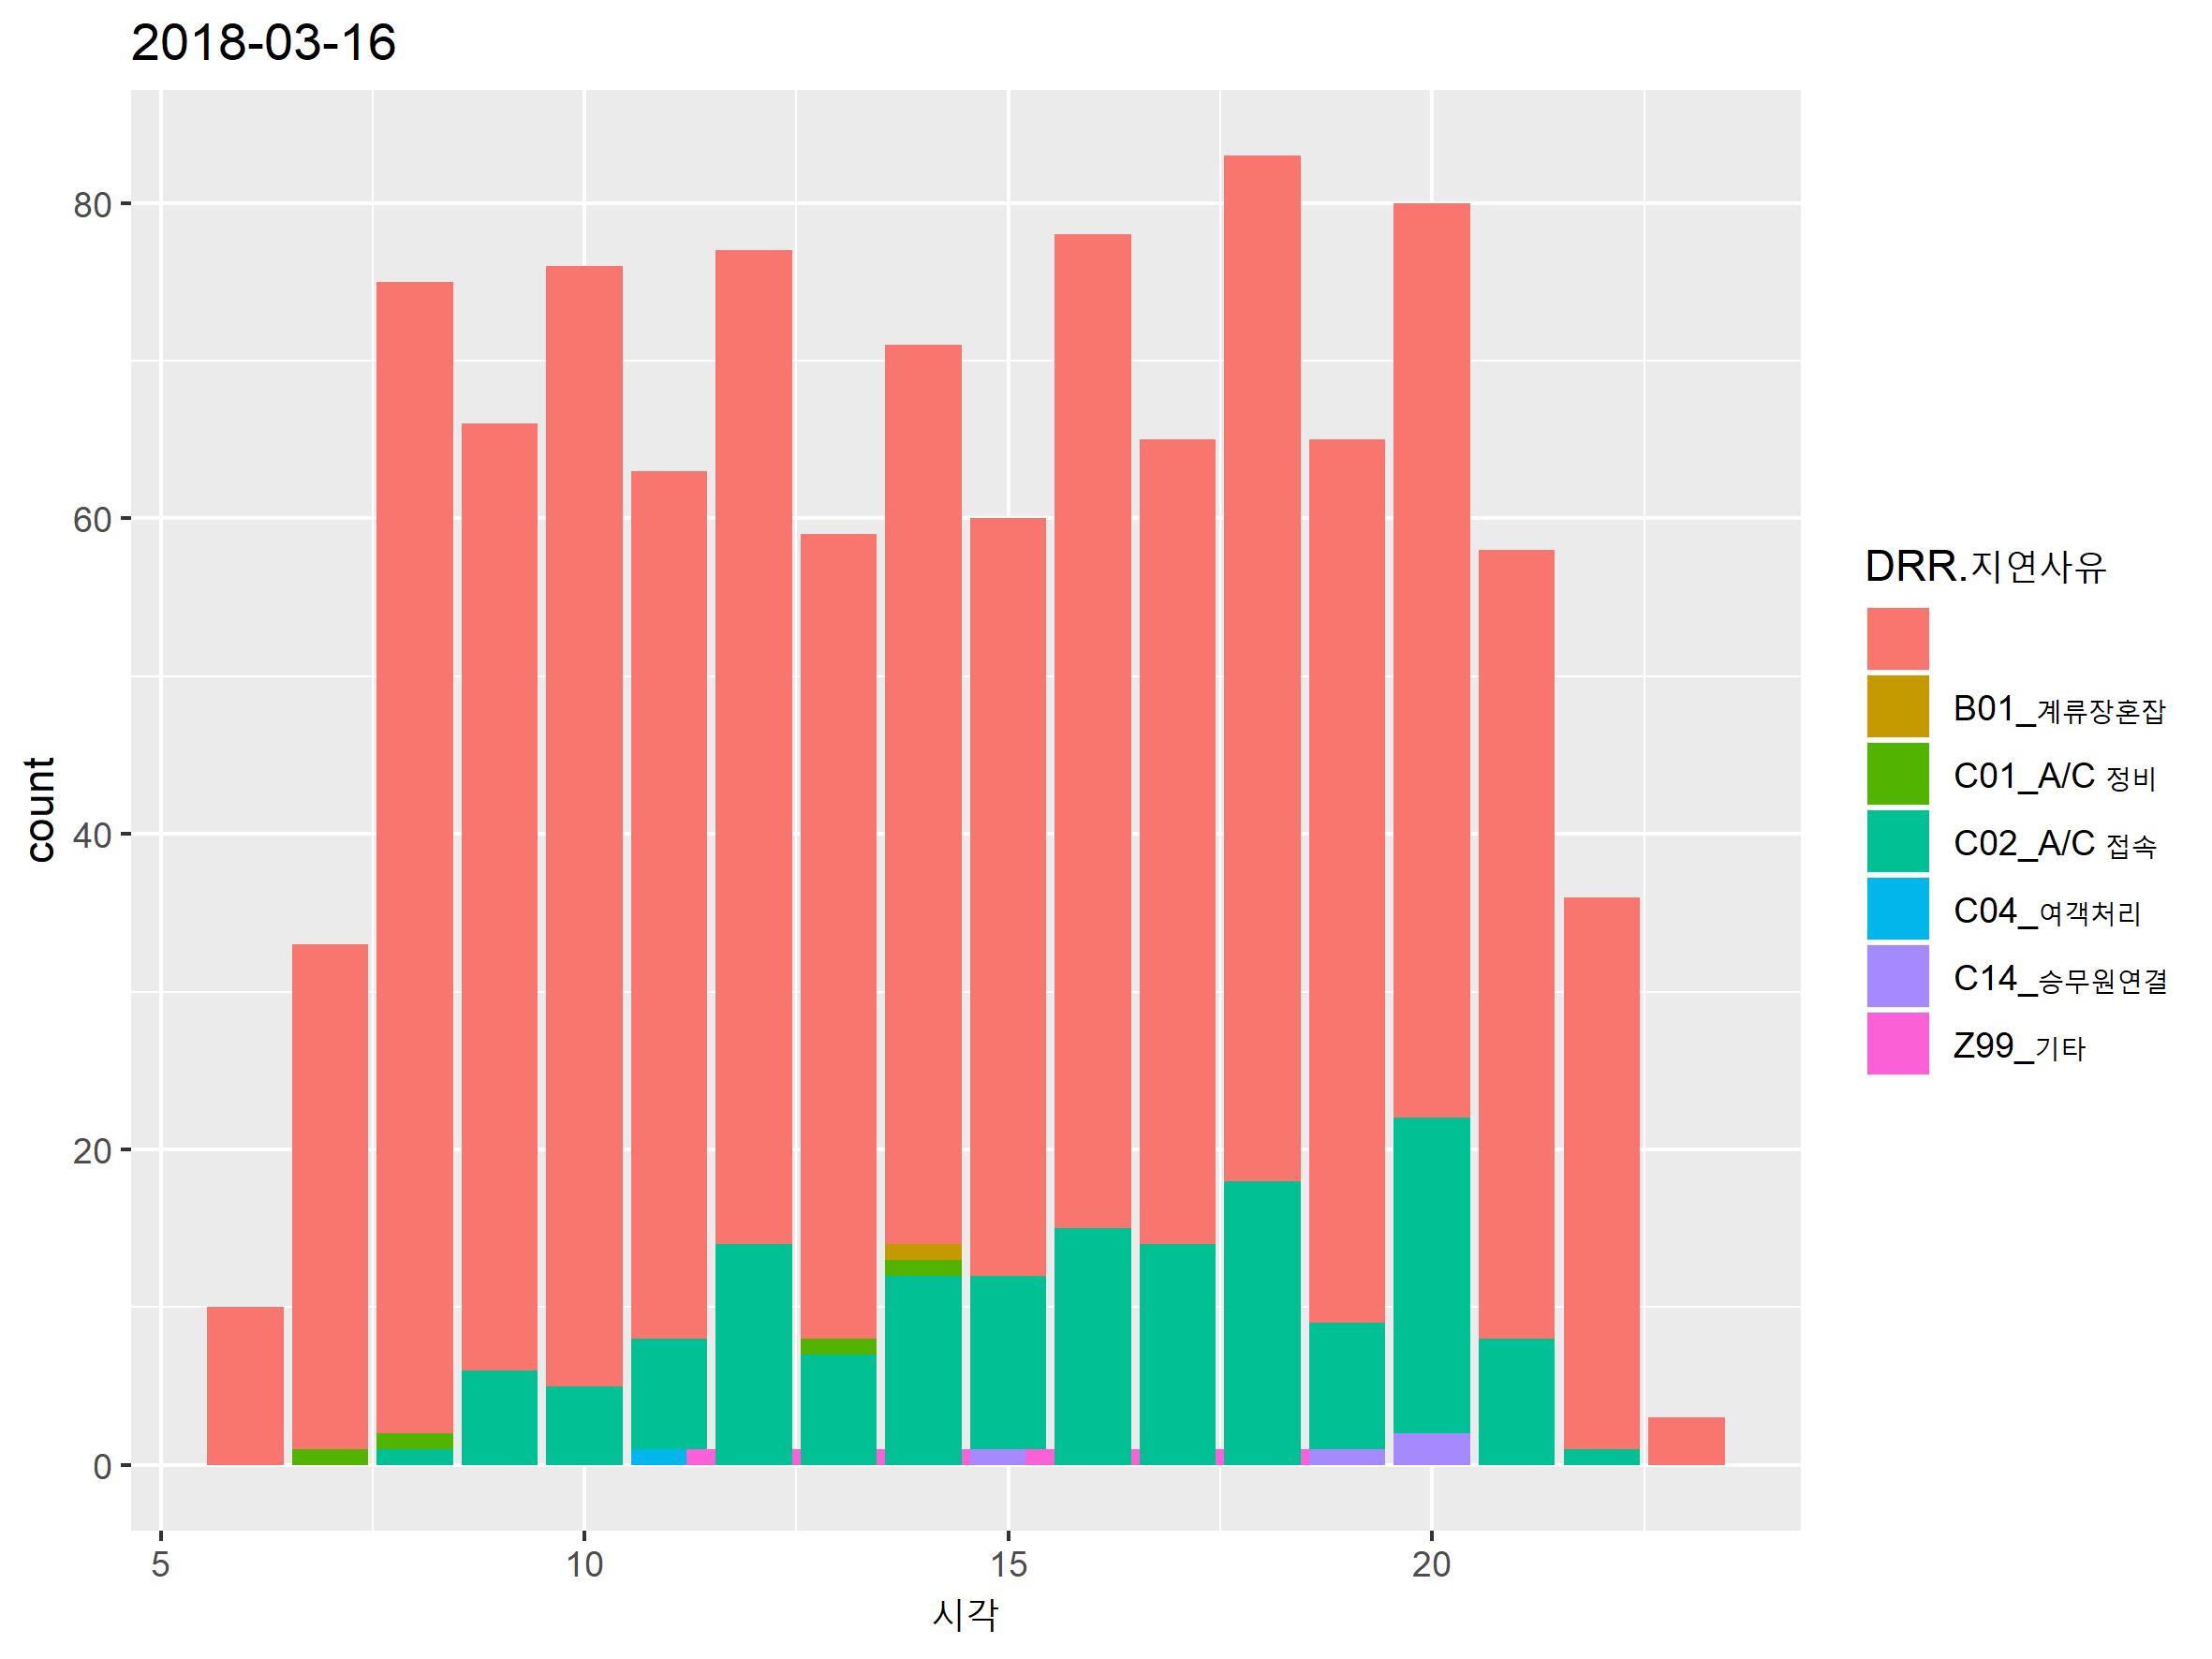 2018-03-16
80
60
40
20
0
count
5 10 15 20
시각
DRR.지연사유
B01_계류장혼잡
C01_A/C 정비
C02_A/C 접속
C04_여객처리
C14_승무원연결
Z99_기타